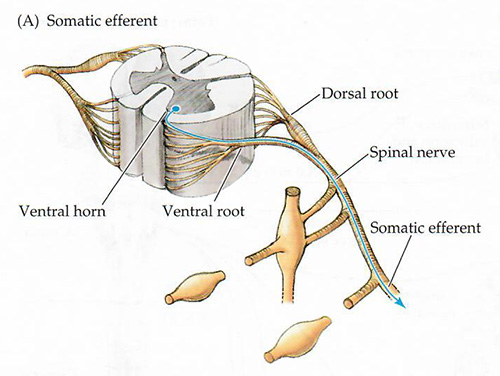 (A) Somatic efferent
Dorsal root
Spinal nerve
Ventral horn
Ventral root
Somatic efferent